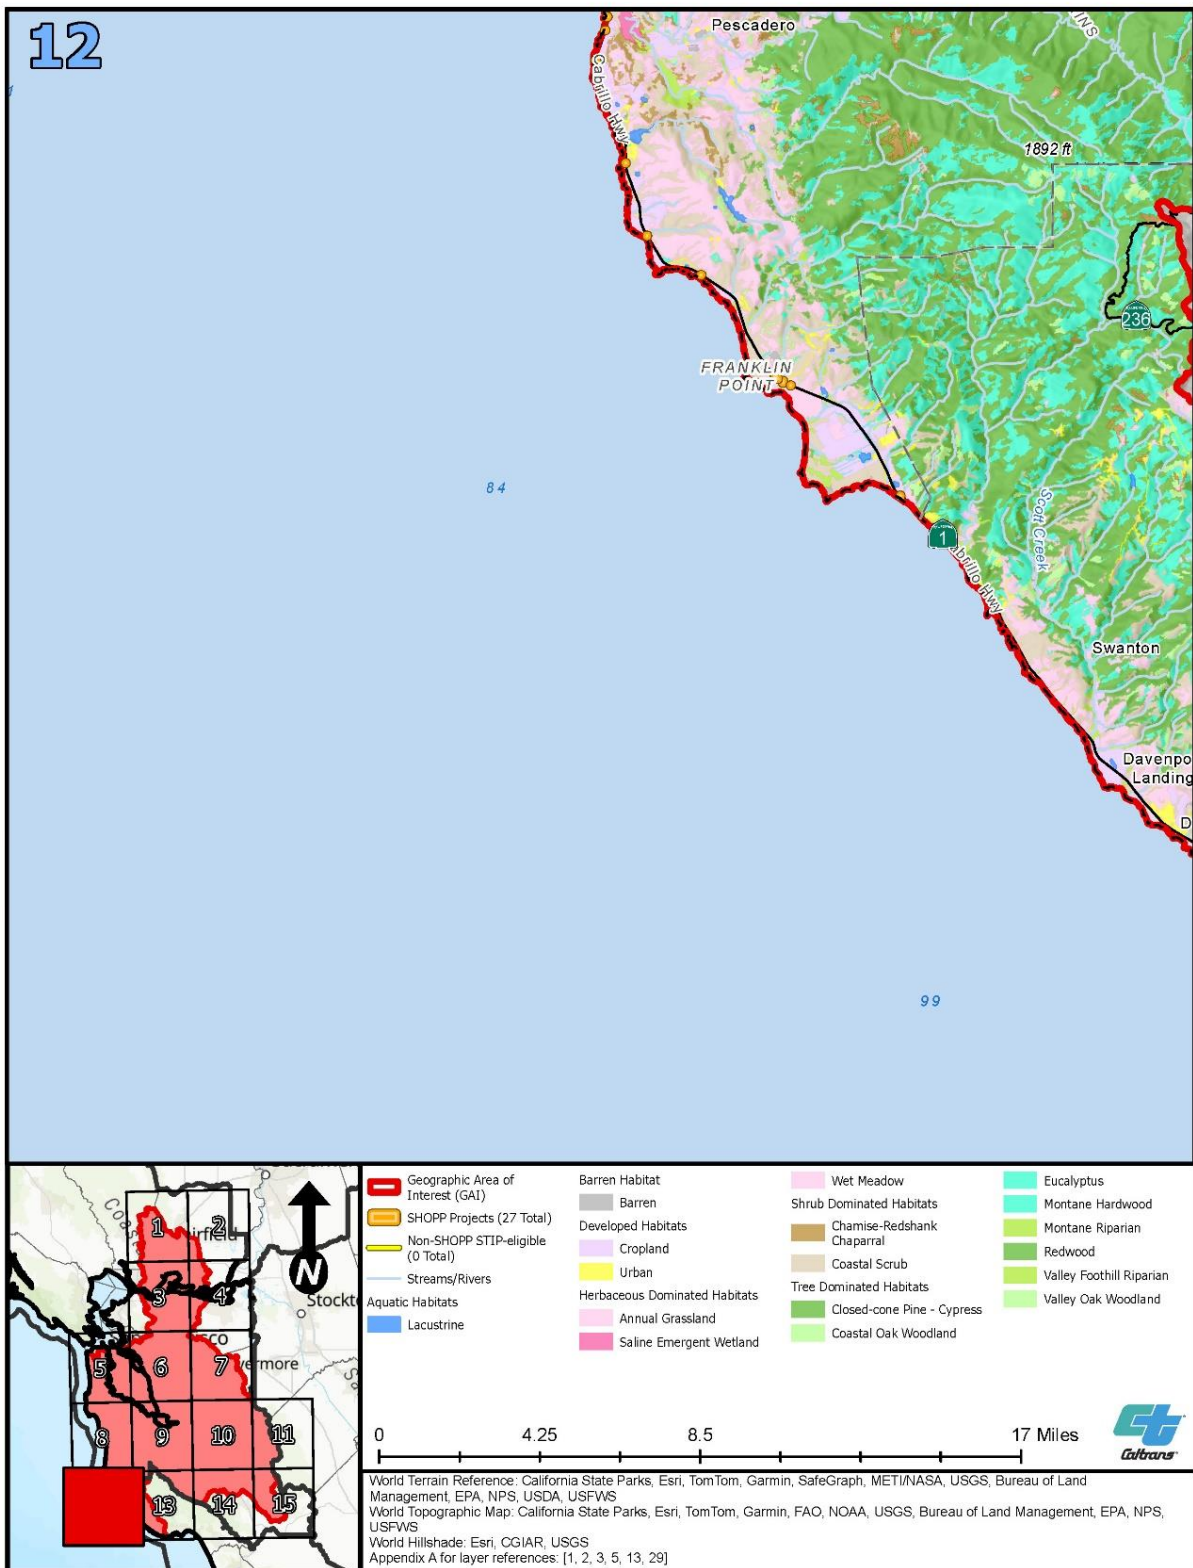 12
Pescadero
INS
Cabrillo Hwy
1892 ft
236
FRANKLIN
POINT
84
Scott Creek
1
abrillo Hwy
Swanton
Davenpo
Landing
D
99
Coast
irfield
Stockt
sco
vermore
1
2
3
4
5
6
7
8
9
10
11
13
14
15
N
Geographic Area of
Interest (GAI)
SHOPP Projects (27 Total)
Non-SHOPP STIP-eligible
(0 Total)
Streams/Rivers
Aquatic Habitats
Lacustrine
Barren Habitat
Barren
Developed Habitats
Cropland
Urban
Herbaceous Dominated Habitats
Annual Grassland
Saline Emergent Wetland
Wet Meadow
Shrub Dominated Habitats
Chamise-Redshank
Chaparral
Coastal Scrub
Tree Dominated Habitats
Closed-cone Pine - Cypress
Coastal Oak Woodland
Eucalyptus
Montane Hardwood
Montane Riparian
Redwood
Valley Foothill Riparian
Valley Oak Woodland
0 4.25 8.5 17 Miles
Caltrans
World Terrain Reference: California State Parks, Esri, TomTom, Garmin, SafeGraph, METI/NASA, USGS, Bureau of Land
Management, EPA, NPS, USDA, USFWS
World Topographic Map: California State Parks, Esri, TomTom, Garmin, FAO, NOAA, USGS, Bureau of Land Management, EPA, NPS,
USFWS
World Hillshade: Esri, CGIAR, USGS
Appendix A for layer references: [1, 2, 3, 5, 13, 29]